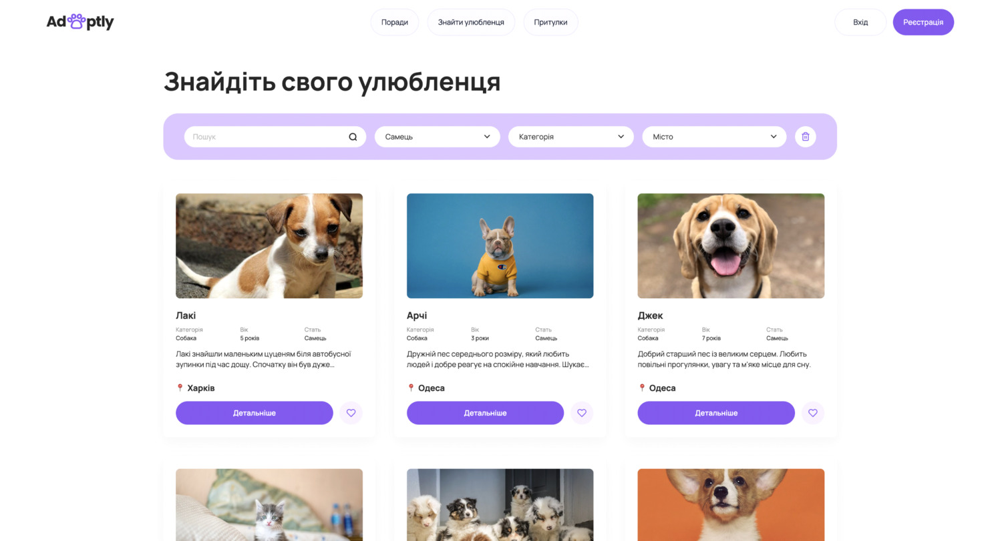 Adoptly
Поради
Знайти улюбленця
Притулки
Вхід
Реєстрація
Знайдіть свого улюбленця
Пошук
Самець
Категорія
Місто
Лакі
Категорія Вік Стать
Собака 5 років Самець
Лакі знайшли маленьким цуценям біля автобусної
зупинки під час дощу. Спочатку він був дуже...
Харків
Детальніше
Арчі
Категорія Вік Стать
Собака 3 роки Самець
Дружній пес середнього розміру, який любить
людей і добре реагує на спокійне навчання. Шукає...
Одеса
Детальніше
Джек
Категорія Вік Стать
Собака 7 років Самець
Добрий старший пес із великим серцем. Любить
повільні прогулянки, увагу та м'яке місце для сну.
Одеса
Детальніше